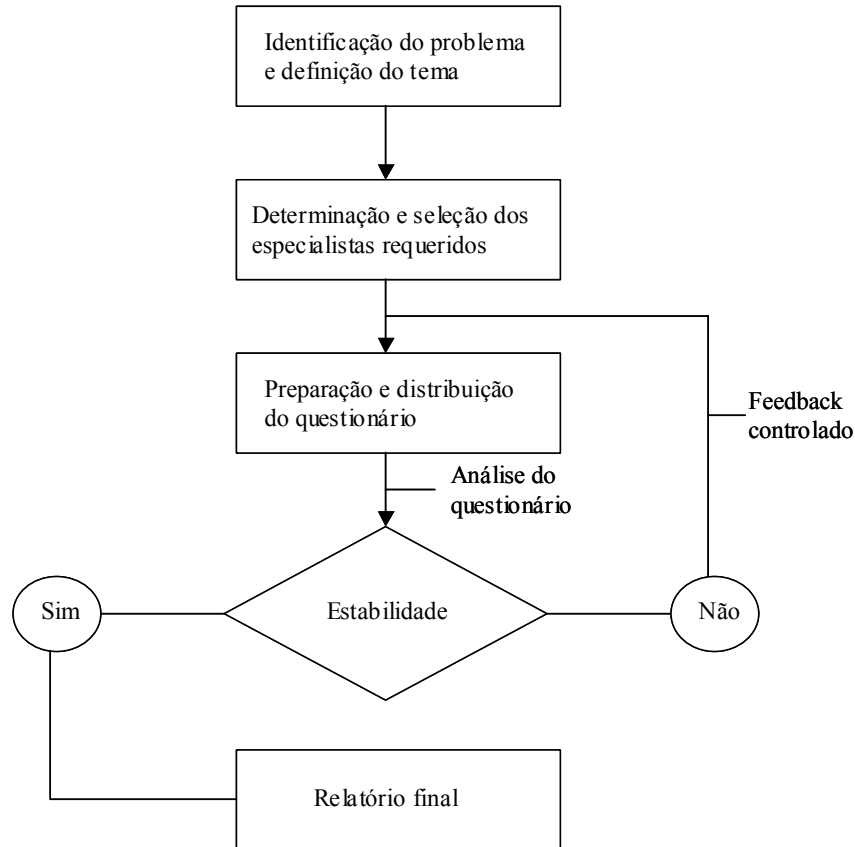 Identificação do problema
e definição do tema
Determinação e seleção dos
especialistas requeridos
Preparação e distribuição
do questionário
Feedback
controlado
Análise do
questionário
Sim
Estabilidade
Não
Relatório final